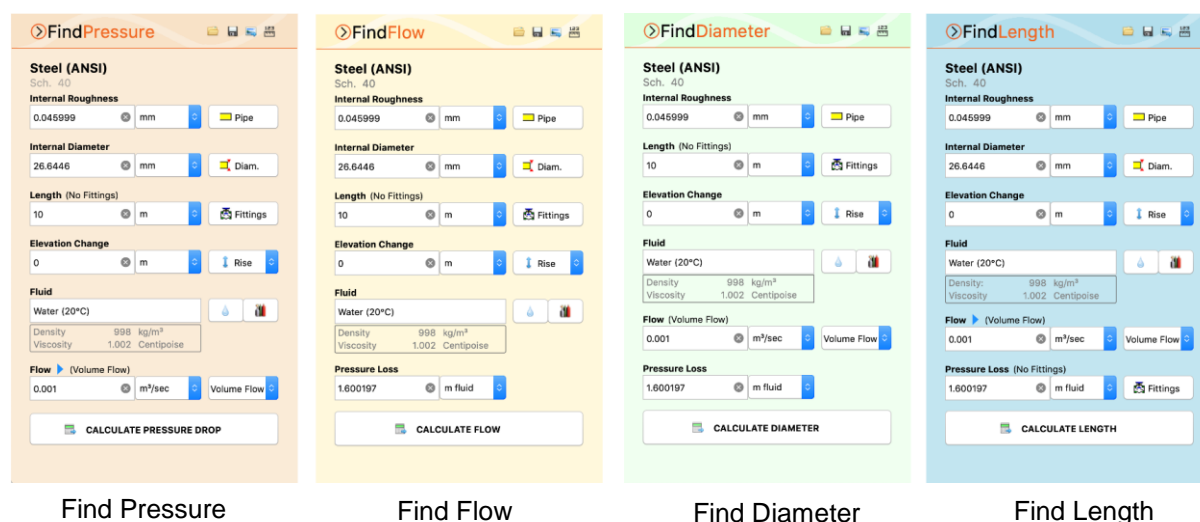 FindPressure
Steel (ANSI)
Sch. 40
Internal Roughness
0.045999 mm Pipe
Internal Diameter
26.6446 mm Diam.
Length (No Fittings)
10 m Fittings
Elevation Change
0 m Rise
Fluid
Water (20°C)
Density 998 kg/m³
Viscosity 1.002 Centipoise
Flow (Volume Flow)
0.001 m³/sec Volume Flow
CALCULATE PRESSURE DROP
Find Pressure
FindFlow
Steel (ANSI)
Sch. 40
Internal Roughness
0.045999 mm Pipe
Internal Diameter
26.6446 mm Diam.
Length (No Fittings)
10 m Fittings
Elevation Change
0 m Rise
Fluid
Water (20°C)
Density 998 kg/m³
Viscosity 1.002 Centipoise
Pressure Loss
1.600197 m fluid
CALCULATE FLOW
Find Flow
FindDiameter
Steel (ANSI)
Sch. 40
Internal Roughness
0.045999 mm Pipe
Length (No Fittings)
10 m Fittings
Elevation Change
0 m Rise
Fluid
Water (20°C)
Density 998 kg/m³
Viscosity 1.002 Centipoise
Flow (Volume Flow)
0.001 m³/sec Volume Flow
Pressure Loss
1.600197 m fluid
CALCULATE DIAMETER
Find Diameter
FindLength
Steel (ANSI)
Sch. 40
Internal Roughness
0.045999 mm Pipe
Internal Diameter
26.6446 mm Diam.
Elevation Change
0 m Rise
Fluid
Water (20°C)
Density: 998 kg/m³
Viscosity 1.002 Centipoise
Flow (Volume Flow)
0.001 m³/sec Volume Flow
Pressure Loss (No Fittings)
1.600197 m fluid Fittings
CALCULATE LENGTH
Find Length